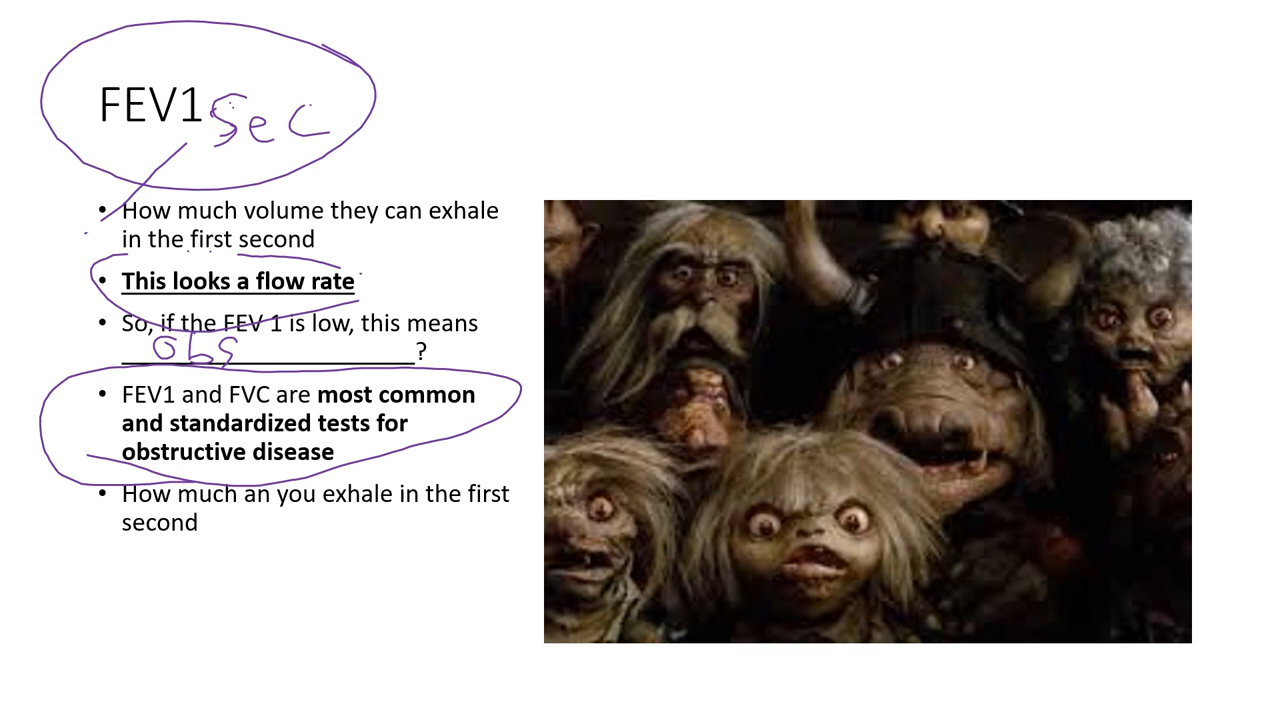 FEV1 Sec
• How much volume they can exhale
in the first second
• This looks a flow rate
• So, if the FEV 1 is low, this means
obs ?
• FEV1 and FVC are most common
and standardized tests for
obstructive disease
• How much an you exhale in the first
second